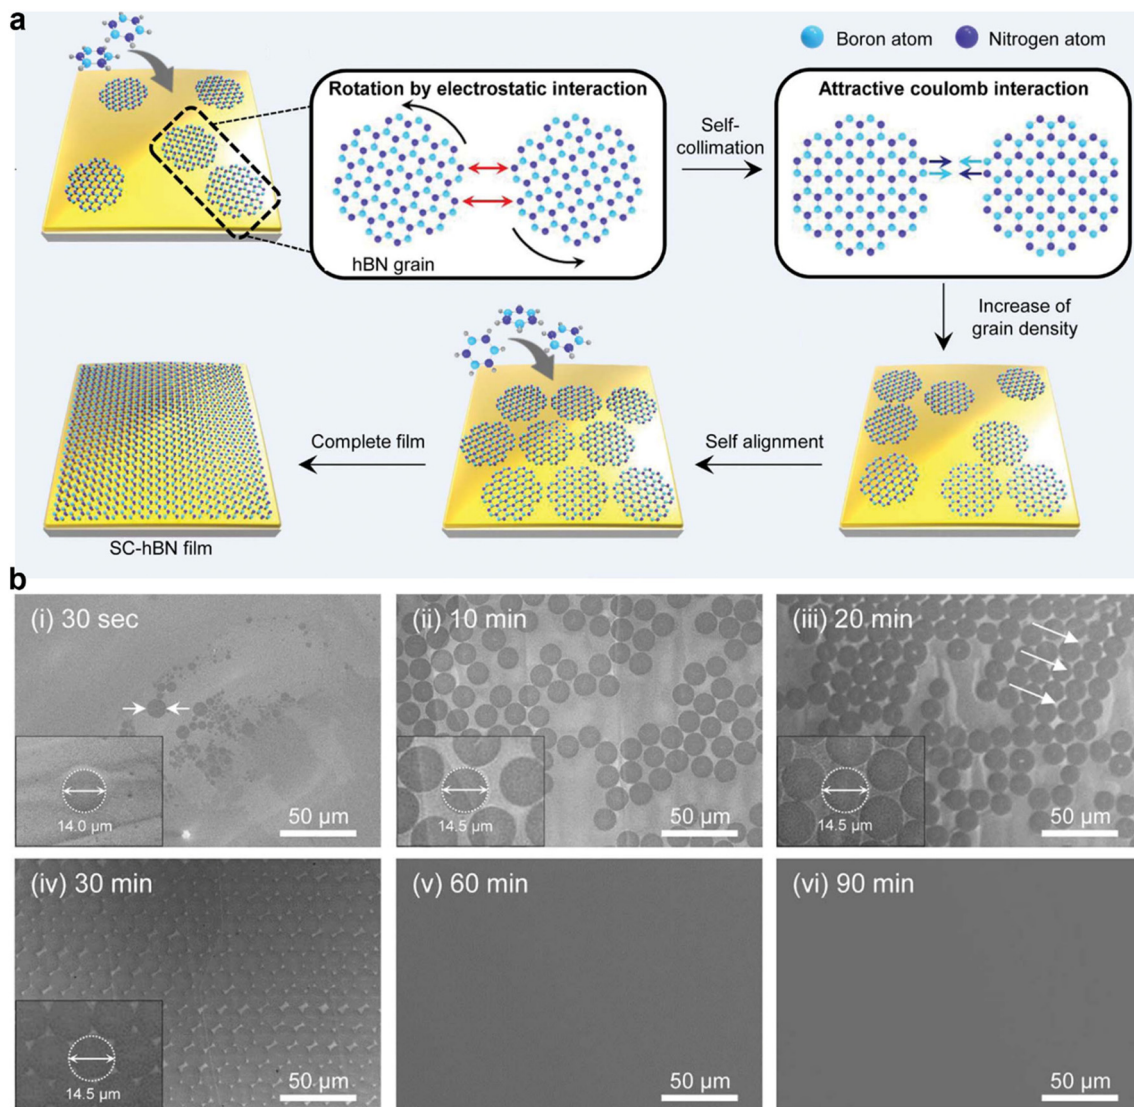 a
Boron atom
Nitrogen atom
Rotation by electrostatic interaction
hBN grain
Self-
collimation
Attractive coulomb interaction
Increase of
grain density
Self alignment
Complete film
SC-hBN film
b
(i) 30 sec
14.0 µm
50 µm
(ii) 10 min
14.5 µm
50 µm
(iii) 20 min
14.5 µm
50 µm
(iv) 30 min
14.5 µm
50 µm
(v) 60 min
50 µm
(vi) 90 min
50 µm